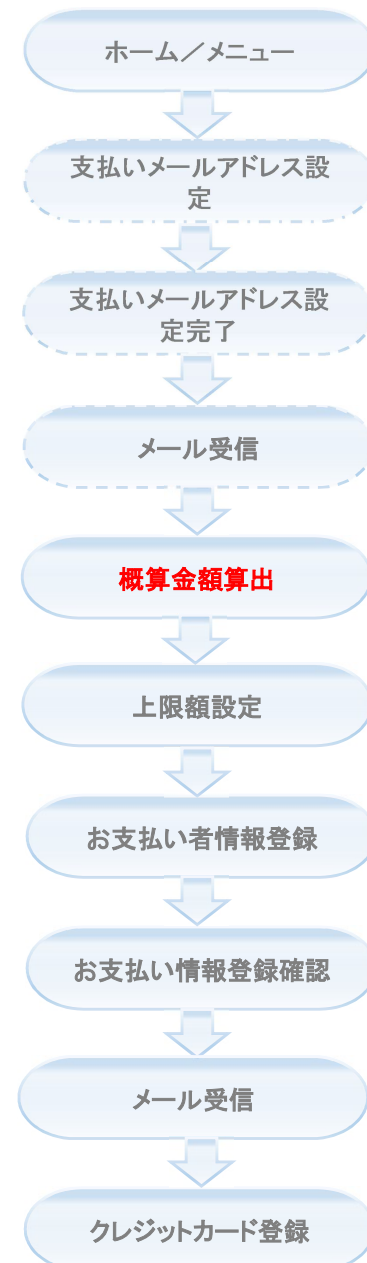 ホーム／メニュー
支払いメールアドレス設
定
支払いメールアドレス設
定完了
メール受信
概算金額算出
上限額設定
お支払い者情報登録
お支払い情報登録確認
メール受信
クレジットカード登録